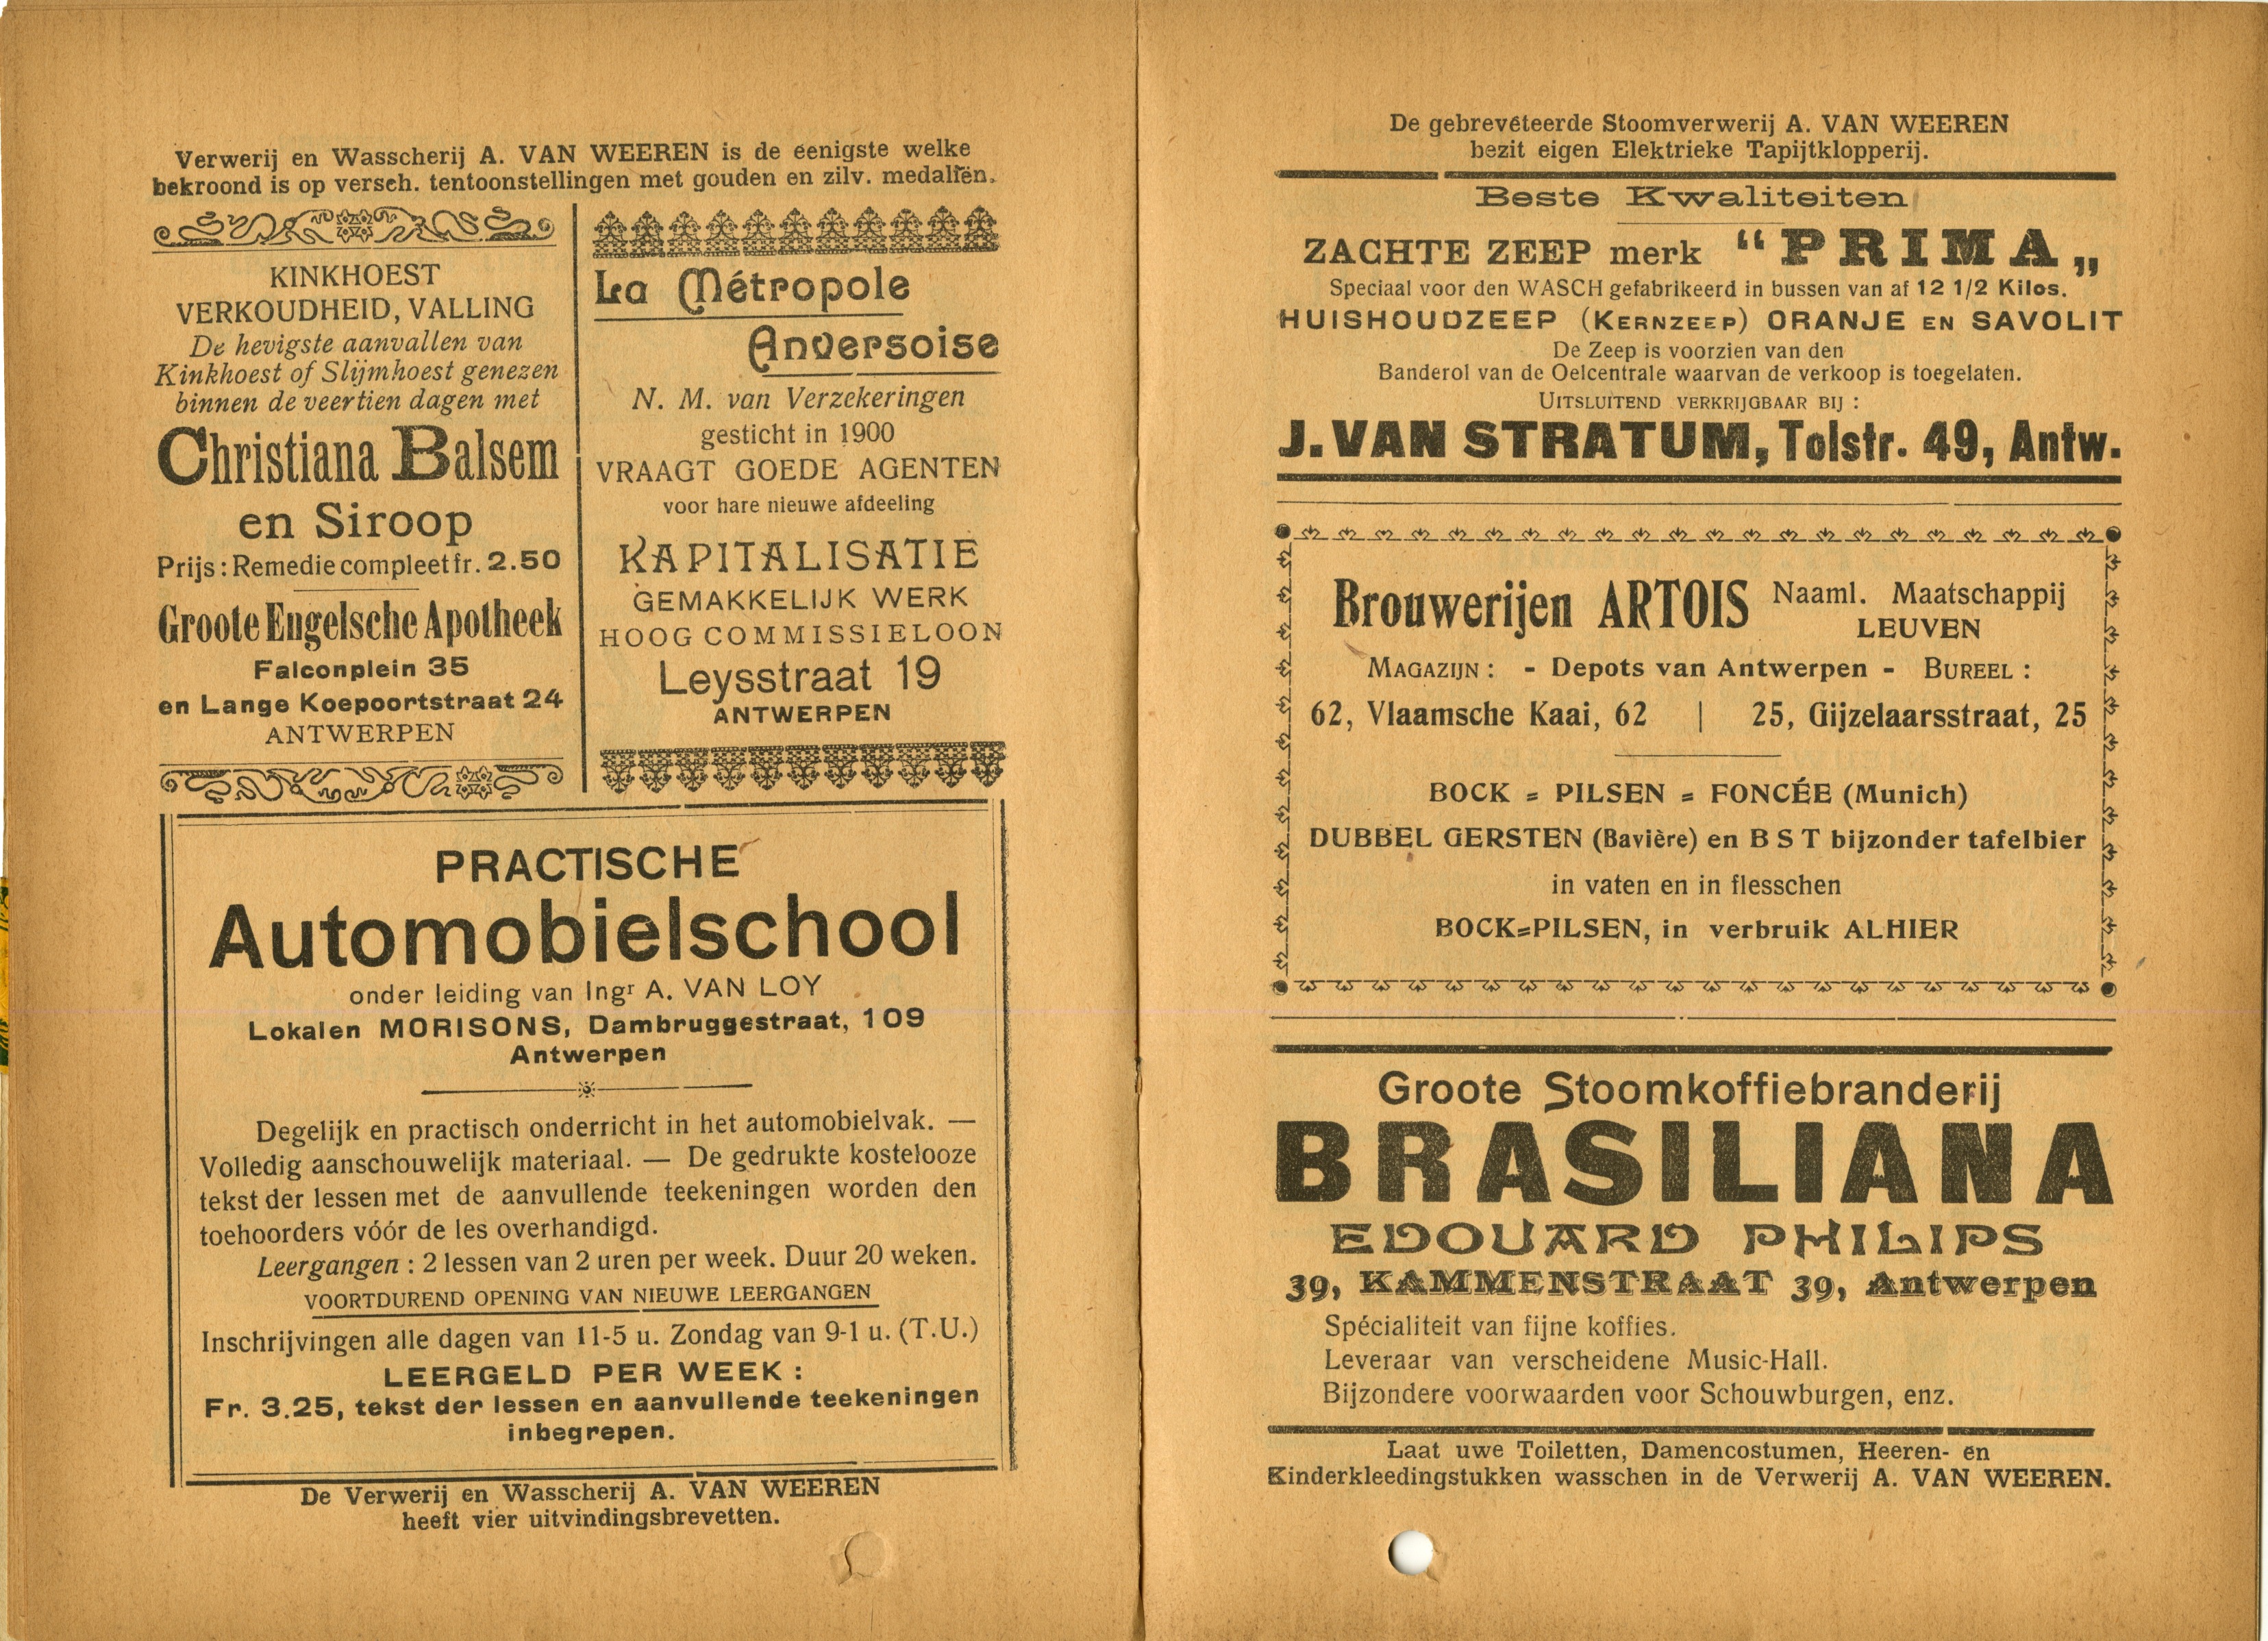 Verwerij en Wasscherij A. VAN WEEREN is de eenigste welke
bekroond is op versch. tentoonstellingen met gouden en zilv. medaliën.
KINKHOEST
VERKOUDHEID, VALLING
De hevigste aanvallen van
Kinkhoest of Slijmhoest genezen
binnen de veertien dagen met
Christiana Balsem
en Siroop
Prijs : Remedie compleet fr. 2.50
Groote Engelsche Apotheek
Falconplein 35
en Lange Koepoortstraat 24
ANTWERPEN
La Métropole
Anversoise
N. M. van Verzekeringen
gesticht in 1900
VRAAGT GOEDE AGENTEN
voor hare nieuwe afdeeling
KAPITALISATIE
GEMAKKELIJK WERK
HOOG COMMISSIELOON
Leysstraat 19
ANTWERPEN
PRACTISCHE
Automobielschool
onder leiding van Ingr A. VAN LOY
Lokalen MORISONS, Dambruggestraat, 109
Antwerpen
Degelijk en practisch onderricht in het automobielvak. —
Volledig aanschouwelijk materiaal. — De gedrukte kostelooze
tekst der lessen met de aanvullende teekeningen worden den
toehoorders vóór de les overhandigd.
Leergangen : 2 lessen van 2 uren per week. Duur 20 weken.
VOORTDUREND OPENING VAN NIEUWE LEERGANGEN
Inschrijvingen alle dagen van 11-5 u. Zondag van 9-1 u. (T.U.)
LEERGELD PER WEEK :
Fr. 3.25, tekst der lessen en aanvullende teekeningen
inbegrepen.
De Verwerij en Wasscherij A. VAN WEEREN
heeft vier uitvindingsbrevetten.
De gebrevéteerde Stoomverwerij A. VAN WEEREN
bezit eigen Elektrieke Tapijtklopperij.
Beste Kwaliteiten
ZACHTE ZEEP merk “PRIMA„
Speciaal voor den WASCH gefabrikeerd in bussen van af 12 1/2 Kilos.
HUISHOUDZEEP (KERNZEEP) ORANJE EN SAVOLIT
De Zeep is voorzien van den
Banderol van de Oelcentrale waarvan de verkoop is toegelaten.
UITSLUITEND VERKRIJGBAAR BIJ :
J. VAN STRATUM, Tolstr. 49, Antw.
Brouwerijen ARTOIS Naaml. Maatschappij
LEUVEN
MAGAZIJN : - Depots van Antwerpen - BUREEL :
62, Vlaamsche Kaai, 62 | 25, Gijzelaarsstraat, 25
BOCK = PILSEN = FONCÉE (Munich)
DUBBEL GERSTEN (Bavière) en B S T bijzonder tafelbier
in vaten en in flesschen
BOCK=PILSEN, in verbruik ALHIER
Groote Stoomkoffiebranderij
BRASILIANA
EDOUARD PHILIPS
39, KAMMENSTRAAT 39, Antwerpen
Spécialiteit van fijne koffies.
Leveraar van verscheidene Music-Hall.
Bijzondere voorwaarden voor Schouwburgen, enz.
Laat uwe Toiletten, Damencostumen, Heeren- en
Kinderkleedingstukken wasschen in de Verwerij A. VAN WEEREN.